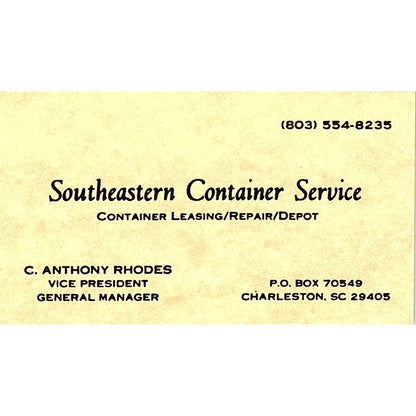 (803) 554-8235
Southeastern Container Service
CONTAINER LEASING/REPAIR/DEPOT
C. ANTHONY RHODES
VICE PRESIDENT
GENERAL MANAGER
P.O. BOX 70549
CHARLESTON, SC 29405